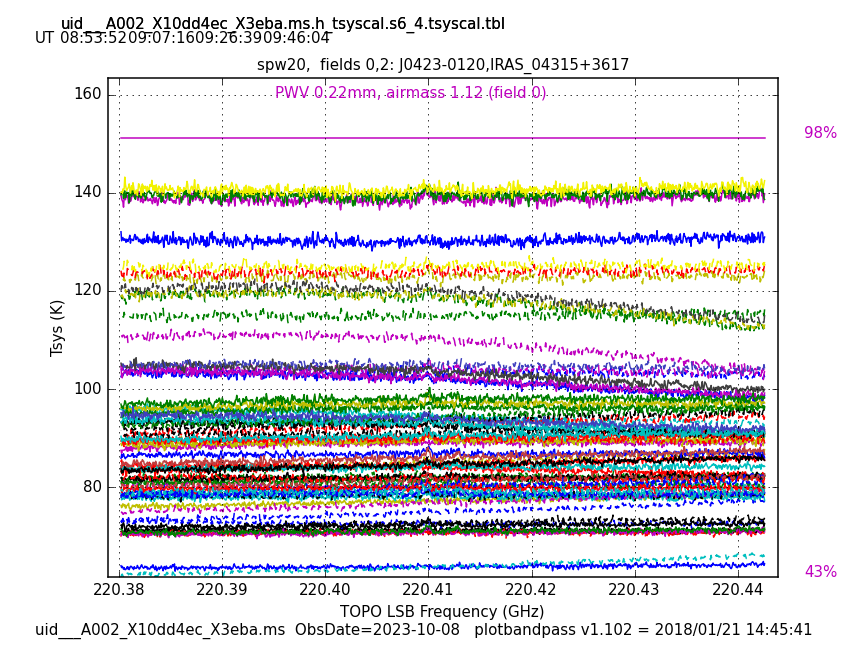 uid___A002_X10dd4ec_X3eba.ms.h_tsyscal.s6_4.tsyscal.tbl
UT 08:53:52 09:07:16 09:26:39 09:46:04
spw20,  fields 0,2: J0423-0120,IRAS_04315+3617
PWV 0.22mm, airmass 1.12 (field 0)
160
98%
140
120
Tsys (K)
100
80
43%
220.38 220.39 220.40 220.41 220.42 220.43 220.44
TOPO LSB Frequency (GHz)
uid___A002_X10dd4ec_X3eba.ms  ObsDate=2023-10-08   plotbandpass v1.102 = 2018/01/21 14:45:41